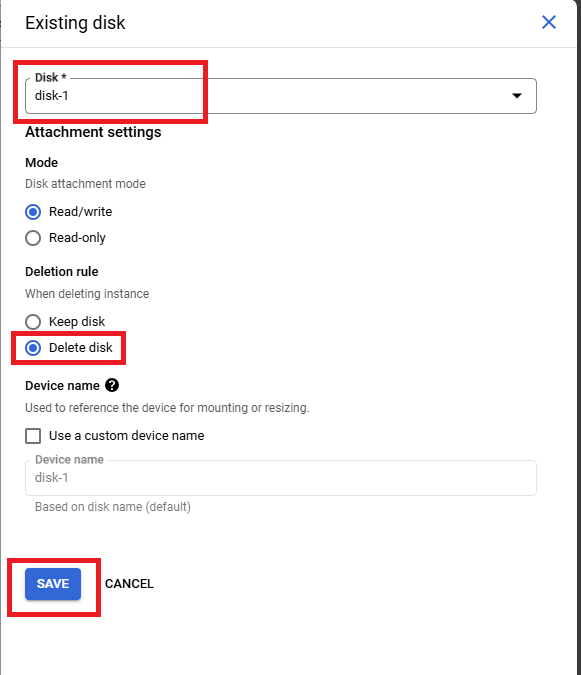 Existing disk
Disk *
disk-1
Attachment settings
Mode
Disk attachment mode
Read/write
Read-only
Deletion rule
When deleting instance
Keep disk
Delete disk
Device name ?
Used to reference the device for mounting or resizing.
Use a custom device name
Device name
disk-1
Based on disk name (default)
SAVE CANCEL